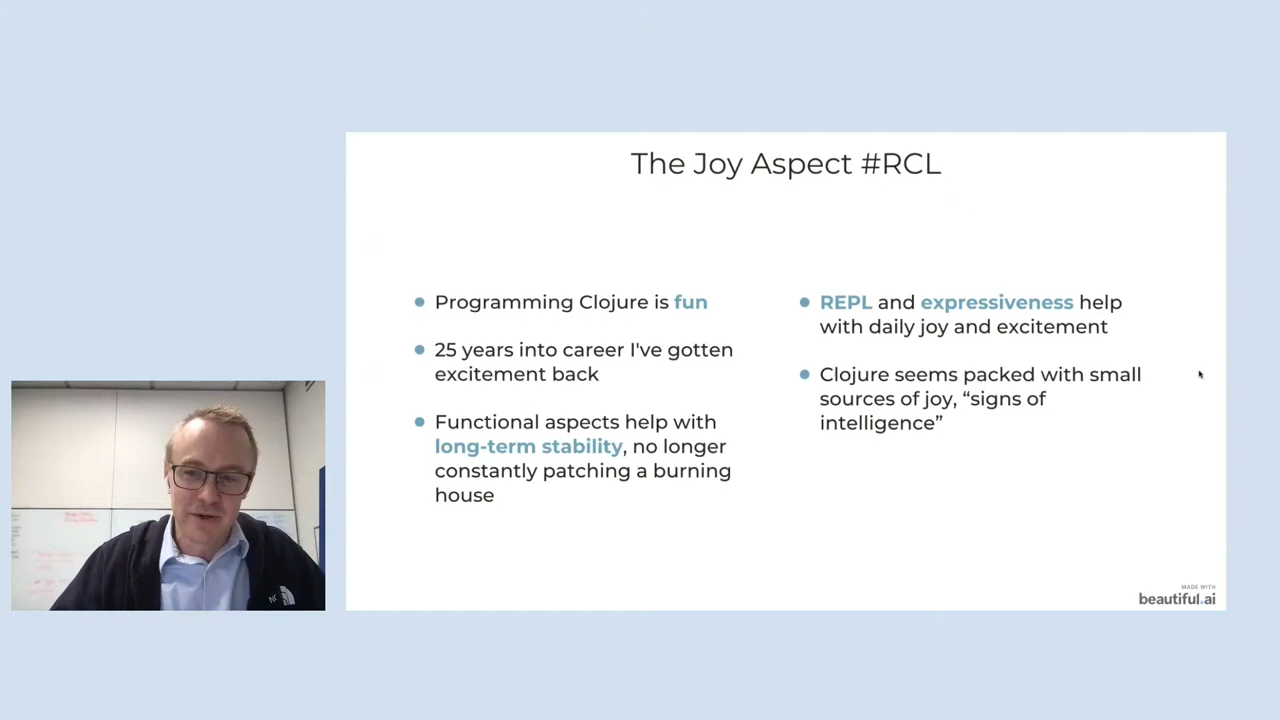 The Joy Aspect #RCL
Programming Clojure is fun
25 years into career I've gotten
excitement back
Functional aspects help with
long-term stability, no longer
constantly patching a burning
house
REPL and expressiveness help
with daily joy and excitement
Clojure seems packed with small
sources of joy, “signs of
intelligence”
MADE WITH
beautiful.ai